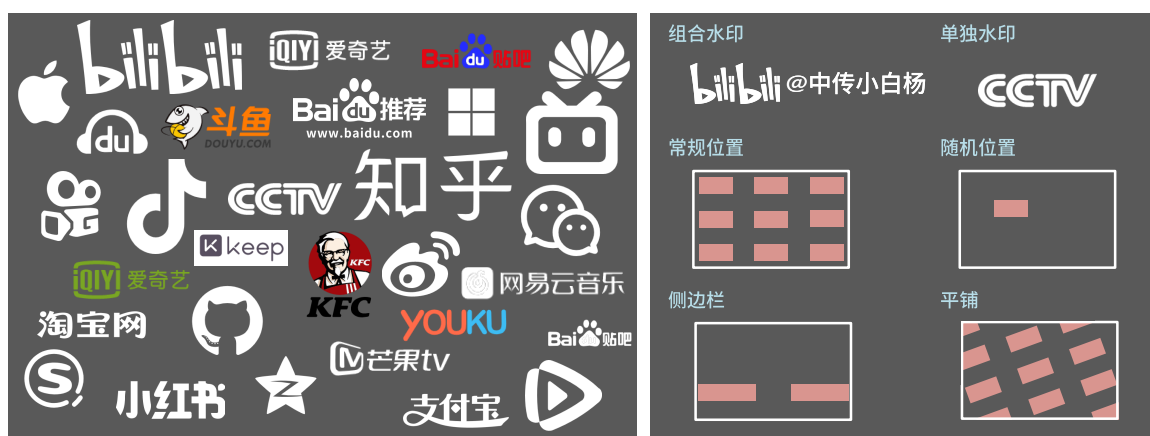 bilibili
iQIYI 爱奇艺
Baidu贴吧
du
斗鱼
DOUYU.COM
Baidu推荐
www.baidu.com
知乎
CCTV
keep
KFC
KFC
iQIYI 爱奇艺
网易云音乐
淘宝网
YOUKU
Baidu贴吧
芒果tv
S
小红书
Z
支付宝
组合水印
单独水印
bilibili @中传小白杨
CCTV
常规位置
随机位置
侧边栏
平铺